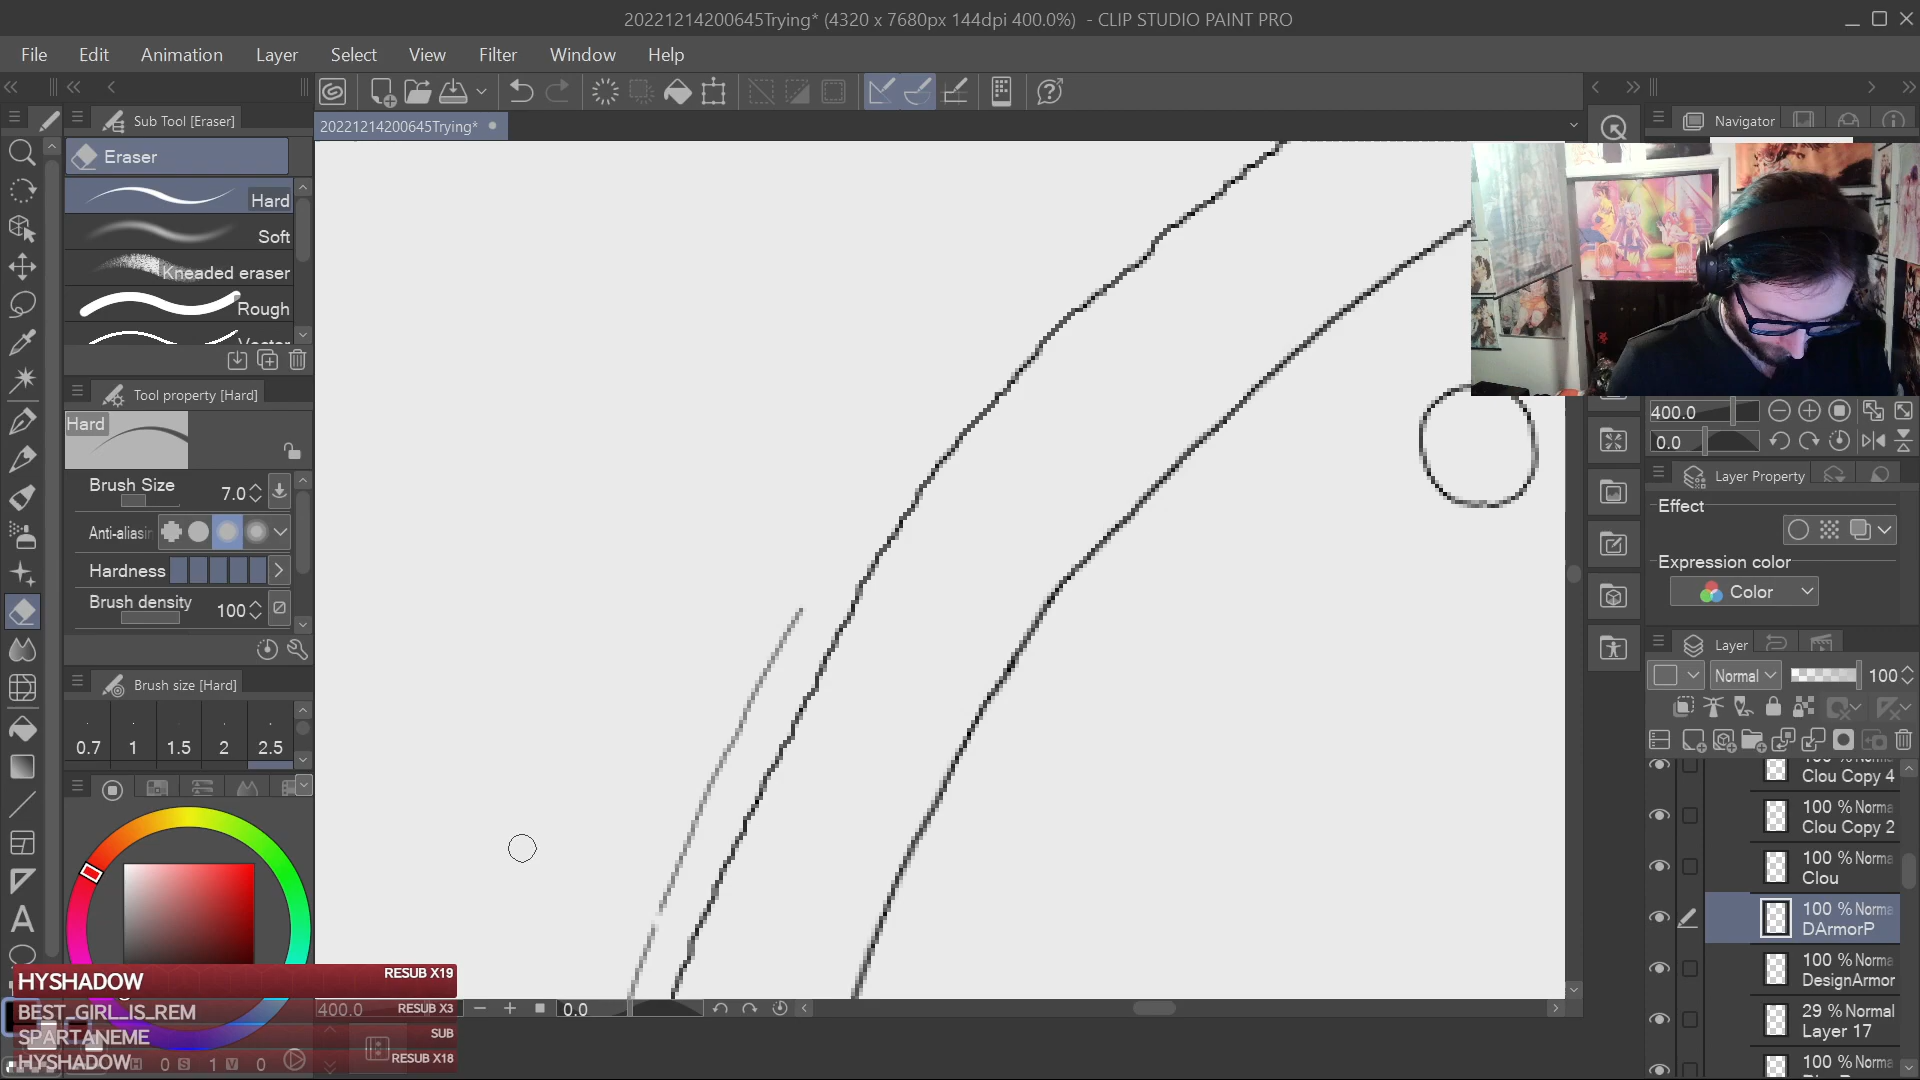 20221214200645Trying* (4320 x 7680px 144dpi 400.0%) - CLIP STUDIO PAINT PRO
File Edit Animation Layer Select View Filter Window Help
Sub Tool [Eraser]
20221214200645Trying*
Navigator
Eraser
Hard
Soft
Kneaded eraser
Rough
Vector
Tool property [Hard]
Hard
Brush Size 7.0
Anti-aliasin
Hardness
Brush density 100
Brush size [Hard]
0.7 1 1.5 2 2.5
400.0
0.0
Layer Property
Effect
Expression color
Color
Layer
Normal 100
Clou Copy 4
100 % Norma
Clou Copy 2
100 % Norma
Clou
100 % Norma
DArmorP
100 % Norma
DesignArmor
29 % Normal
Layer 17
100 % Norma
HYSHADOW RESUB X19
BEST_GIRL_IS_REM RESUB X3
SPARTANEME SUB
HYSHADOW RESUB X18
400.0 0.0
H 0 S 1 V 0